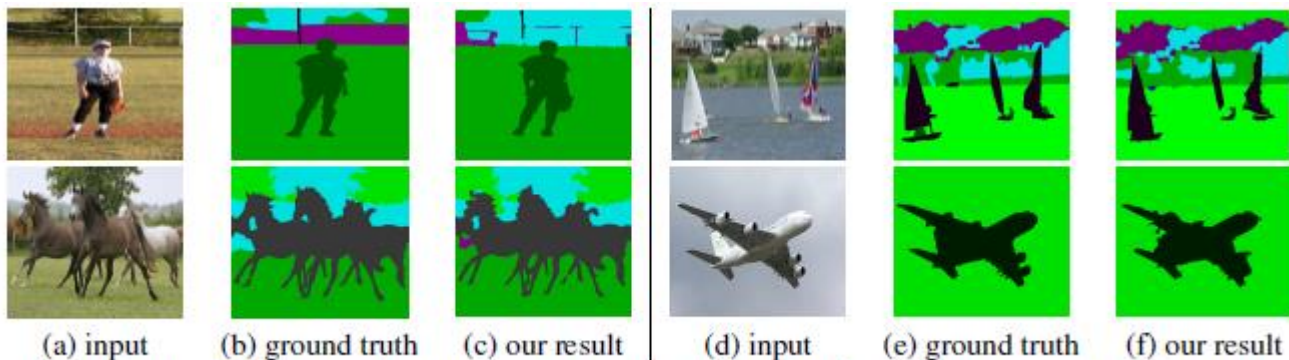 (a) input (b) ground truth (c) our result (d) input (e) ground truth (f) our result